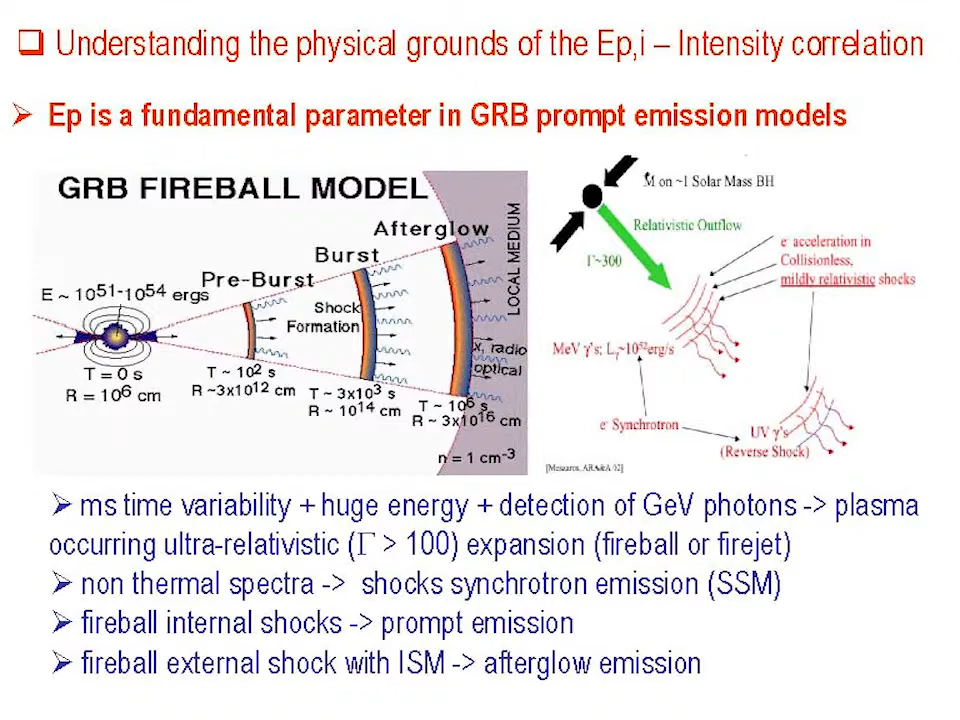 Understanding the physical grounds of the Ep,i – Intensity correlation
Ep is a fundamental parameter in GRB prompt emission models
GRB FIREBALL MODEL
Afterglow
Burst
Pre-Burst
E ~ 10^51-10^54 ergs
Shock
Formation
LOCAL MEDIUM
x, radio
optical
T = 0 s
R = 10^6 cm
T ~ 10^2 s
R ~3x10^12 cm
T ~ 3x10^3 s
R ~ 10^14 cm
T ~ 10^6 s
R ~ 3x10^16 cm
n = 1 cm^-3
Ṁ on ~1 Solar Mass BH
Relativistic Outflow
Γ~300
e^- acceleration in
Collisionless,
mildly relativistic shocks
MeV γ's; Lγ~10^52erg/s
e^- Synchrotron
UV γ's
(Reverse Shock)
[Meszaros, ARA&A 02]
ms time variability + huge energy + detection of GeV photons -> plasma
occurring ultra-relativistic (Γ > 100) expansion (fireball or firejet)
non thermal spectra -> shocks synchrotron emission (SSM)
fireball internal shocks -> prompt emission
fireball external shock with ISM -> afterglow emission